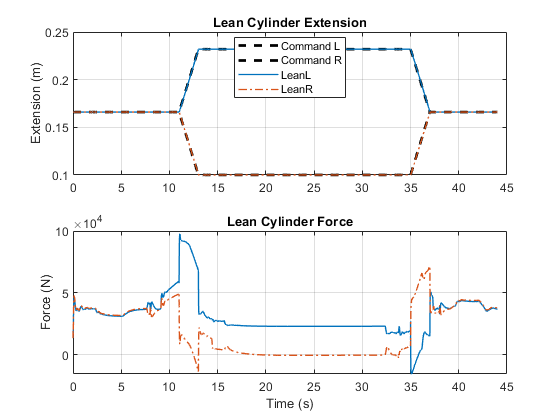 Lean Cylinder Extension
0.25
0.2
0.15
0.1
Extension (m)
Command L
Command R
LeanL
LeanR
0 5 10 15 20 25 30 35 40 45
Lean Cylinder Force
×10⁴
10
5
0
Force (N)
0 5 10 15 20 25 30 35 40 45
Time (s)